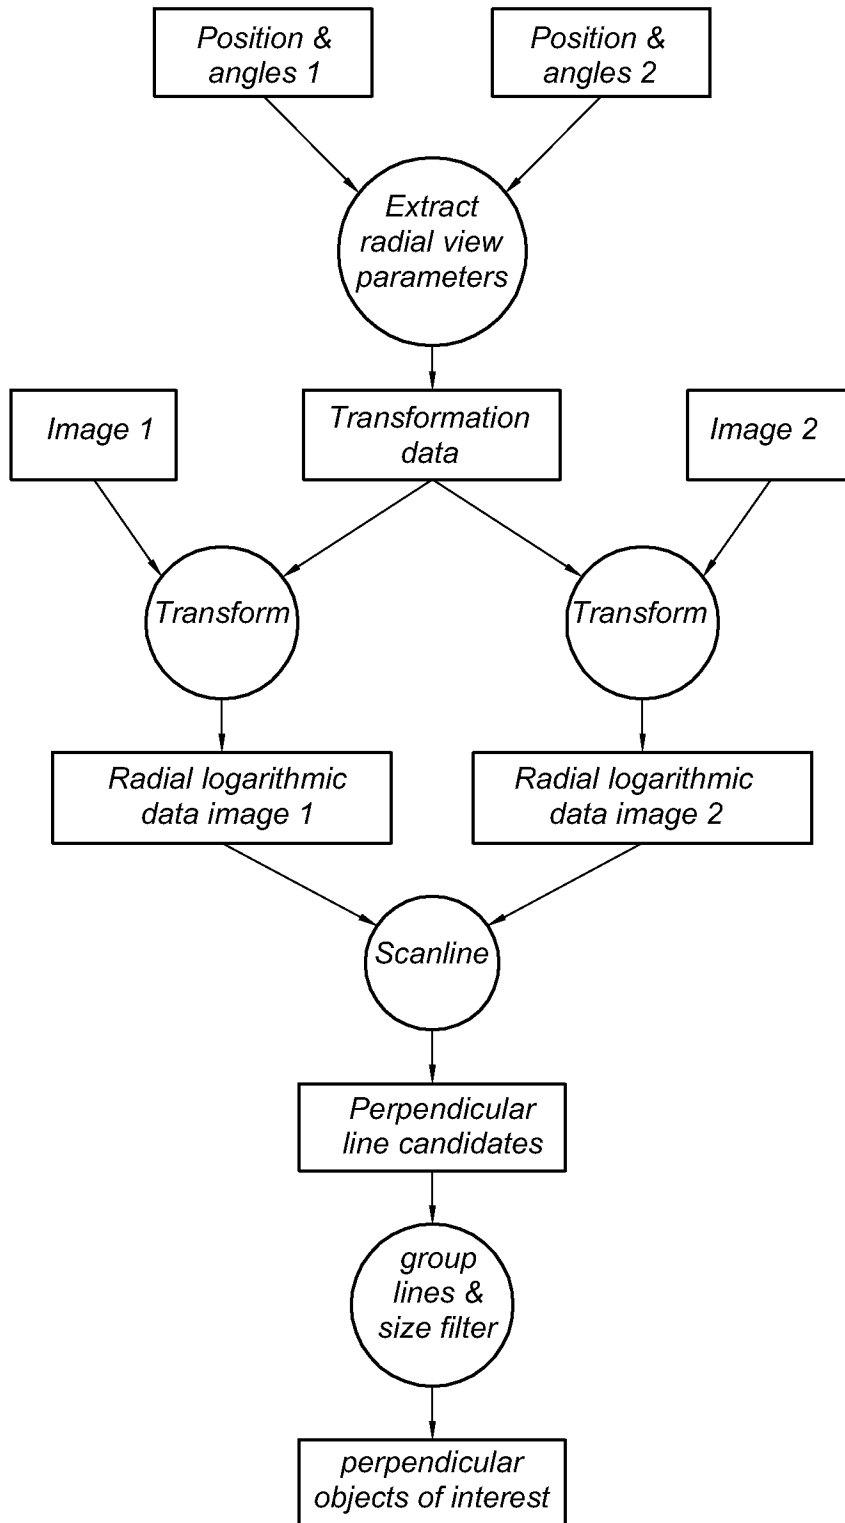 Position &
angles 1
Position &
angles 2
Extract
radial view
parameters
Image 1
Transformation
data
Image 2
Transform
Transform
Radial logarithmic
data image 1
Radial logarithmic
data image 2
Scanline
Perpendicular
line candidates
group
lines &
size filter
perpendicular
objects of interest